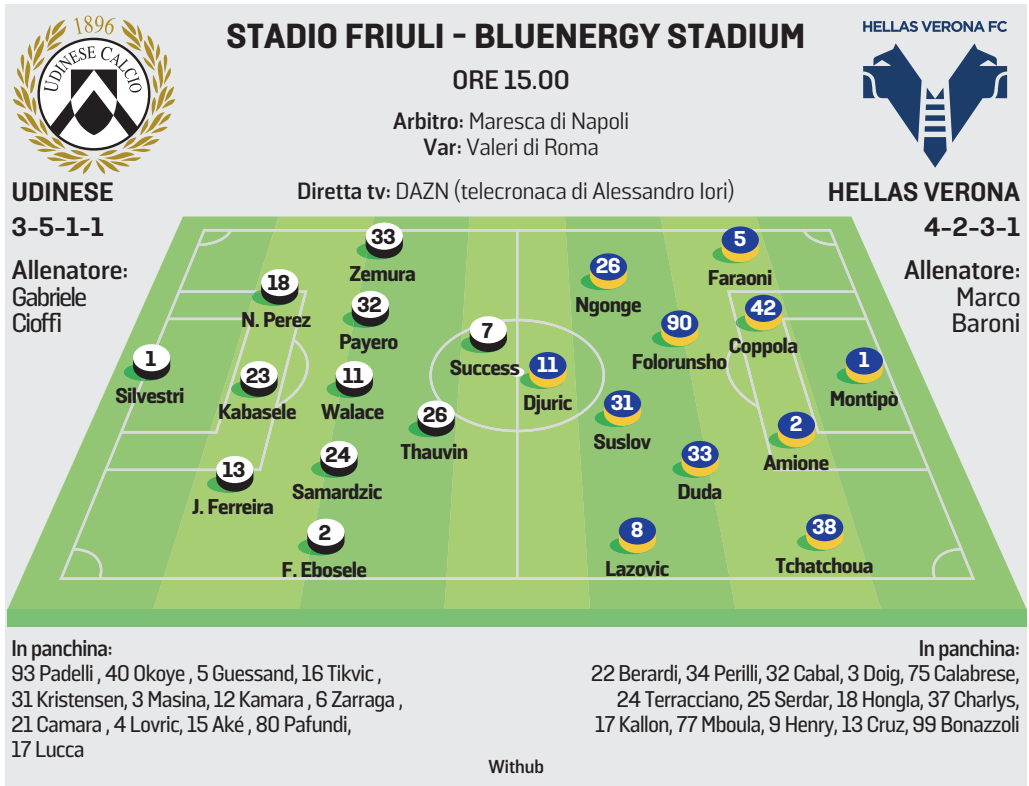 1896
UDINESE CALCIO
STADIO FRIULI - BLUENERGY STADIUM
ORE 15.00
Arbitro: Maresca di Napoli
Var: Valeri di Roma
Diretta tv: DAZN (telecronaca di Alessandro Iori)
HELLAS VERONA FC
UDINESE
3-5-1-1
Allenatore:
Gabriele
Cioffi
HELLAS VERONA
4-2-3-1
Allenatore:
Marco
Baroni
33
Zemura
18
N. Perez
32
Payero
7
Success
1
Silvestri
23
Kabasele
11
Walace
26
Thauvin
24
Samardzic
13
J. Ferreira
2
F. Ebosele
5
Faraoni
26
Ngonge
42
Coppola
90
Folorunsho
11
Djuric
1
Montipò
31
Suslov
2
Amione
33
Duda
8
Lazovic
38
Tchatchoua
In panchina:
93 Padelli , 40 Okoye , 5 Guessand, 16 Tikvic ,
31 Kristensen, 3 Masina, 12 Kamara , 6 Zarraga ,
21 Camara , 4 Lovric, 15 Aké , 80 Pafundi,
17 Lucca
In panchina:
22 Berardi, 34 Perilli, 32 Cabal, 3 Doig, 75 Calabrese,
24 Terracciano, 25 Serdar, 18 Hongla, 37 Charlys,
17 Kallon, 77 Mboula, 9 Henry, 13 Cruz, 99 Bonazzoli
Withub